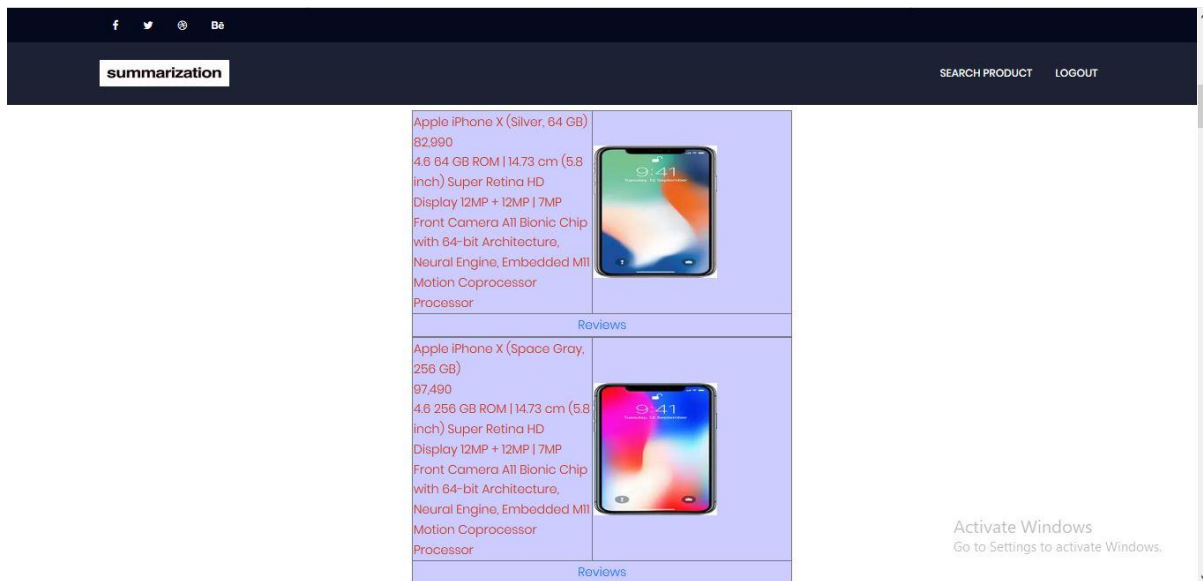 Bē
summarization
SEARCH PRODUCT LOGOUT
Apple iPhone X (Silver, 64 GB)
82,990
4.6 64 GB ROM | 14.73 cm (5.8
inch) Super Retina HD
Display 12MP + 12MP | 7MP
Front Camera A11 Bionic Chip
with 64-bit Architecture,
Neural Engine, Embedded M11
Motion Coprocessor
Processor
9:41
Reviews
Apple iPhone X (Space Gray,
256 GB)
97,490
4.6 256 GB ROM | 14.73 cm (5.8
inch) Super Retina HD
Display 12MP + 12MP | 7MP
Front Camera A11 Bionic Chip
with 64-bit Architecture,
Neural Engine, Embedded M11
Motion Coprocessor
Processor
9:41
Reviews
Activate Windows
Go to Settings to activate Windows.